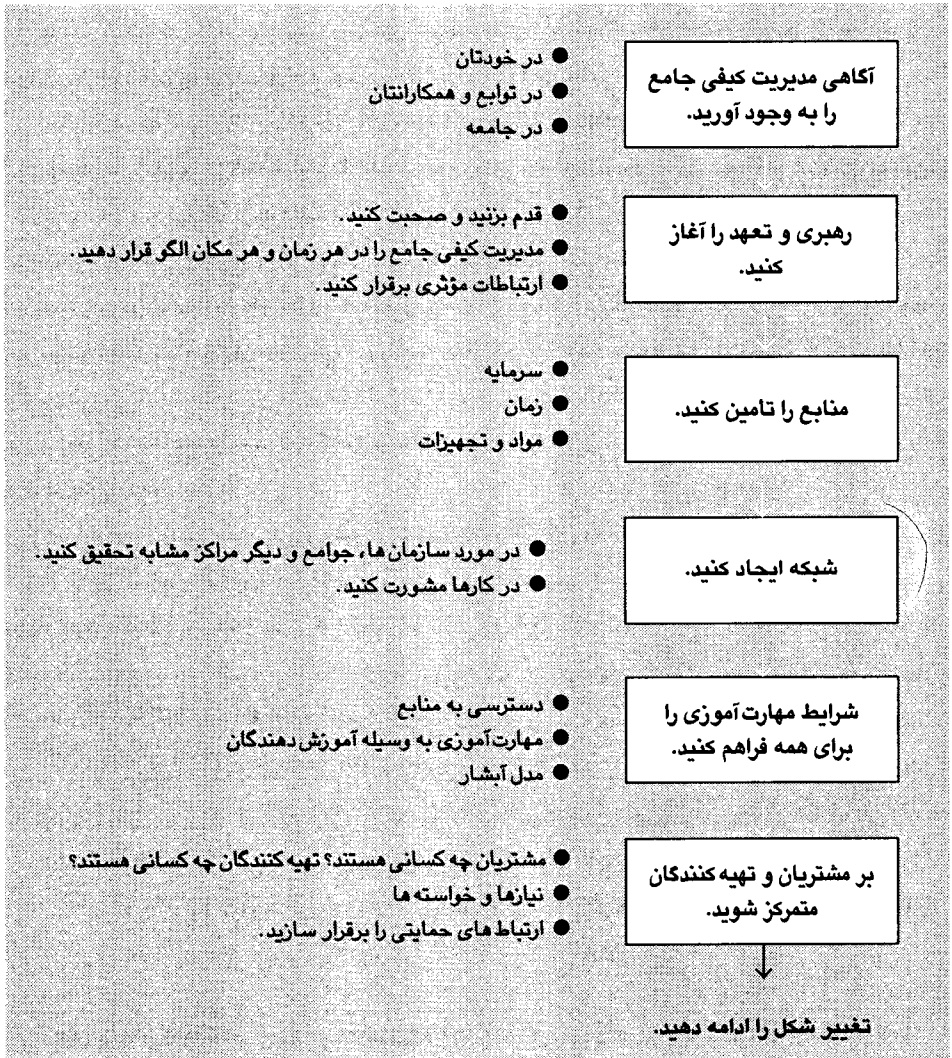 آگاهی مدیریت کیفی جامع
را به وجود آورید.
● در خودتان
● در توابع و همکارانتان
● در جامعه
رهبری و تعهد را آغاز
کنید.
● قدم بزنید و صحبت کنید.
● مدیریت کیفی جامع را در هر زمان و هر مکان الگو قرار دهید.
● ارتباطات مؤثری برقرار کنید.
منابع را تامین کنید.
● سرمایه
● زمان
● مواد و تجهیزات
شبکه ایجاد کنید.
● در مورد سازمان ها، جوامع و دیگر مراکز مشابه تحقیق کنید.
● در کارها مشورت کنید.
شرایط مهارت آموزی را
برای همه فراهم کنید.
● دسترسی به منابع
● مهارت آموزی به وسیله آموزش دهندگان
● مدل آبشار
بر مشتریان و تهیه کنندگان
متمرکز شوید.
● مشتریان چه کسانی هستند؟ تهیه کنندگان چه کسانی هستند؟
● نیازها و خواسته ها
● ارتباط های حمایتی را برقرار سازید.
تغییر شکل را ادامه دهید.